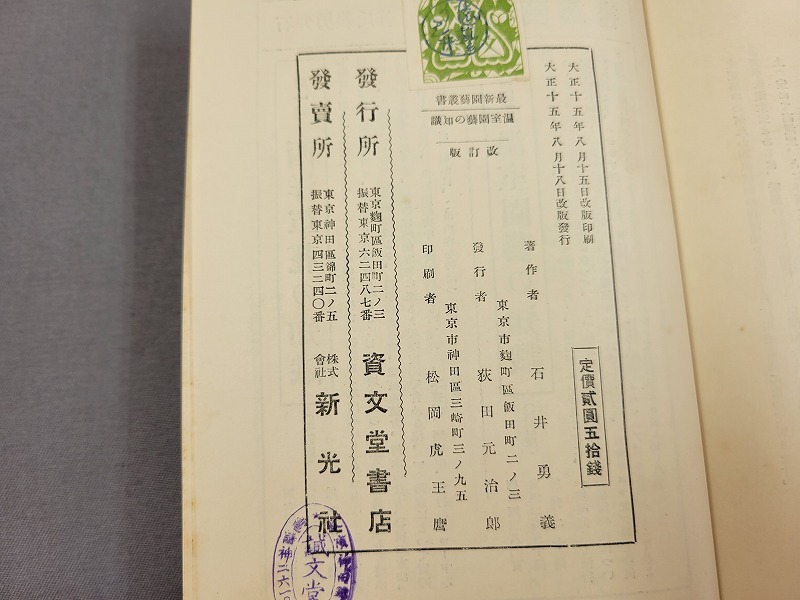 大正十五年八月十五日改版印刷
大正十五年八月十八日改版發行
定價貳圓五拾錢
最新園藝叢書
溫室園藝の知識
改訂版
著作者 石井勇義
東京市麴町區飯田町二ノ三
發行者 荻田元治郎
東京市神田區三崎町三ノ九五
印刷者 松岡虎王麿
發行所
東京麴町區飯田町二ノ三
振替東京六二四八七番
資文堂書店
發賣所
東京神田區錦町二ノ五
振替東京四三二四〇番
株式會社 新光社
誠文堂